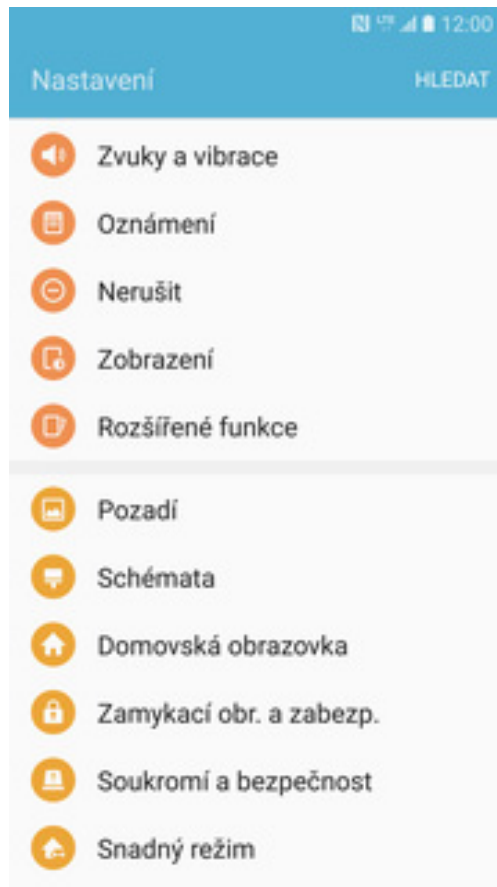 LTE 12:00
Nastavení HLEDAT
Zvuky a vibrace
Oznámení
Nerušit
Zobrazení
Rozšířené funkce
Pozadí
Schémata
Domovská obrazovka
Zamykací obr. a zabezp.
Soukromí a bezpečnost
Snadný režim